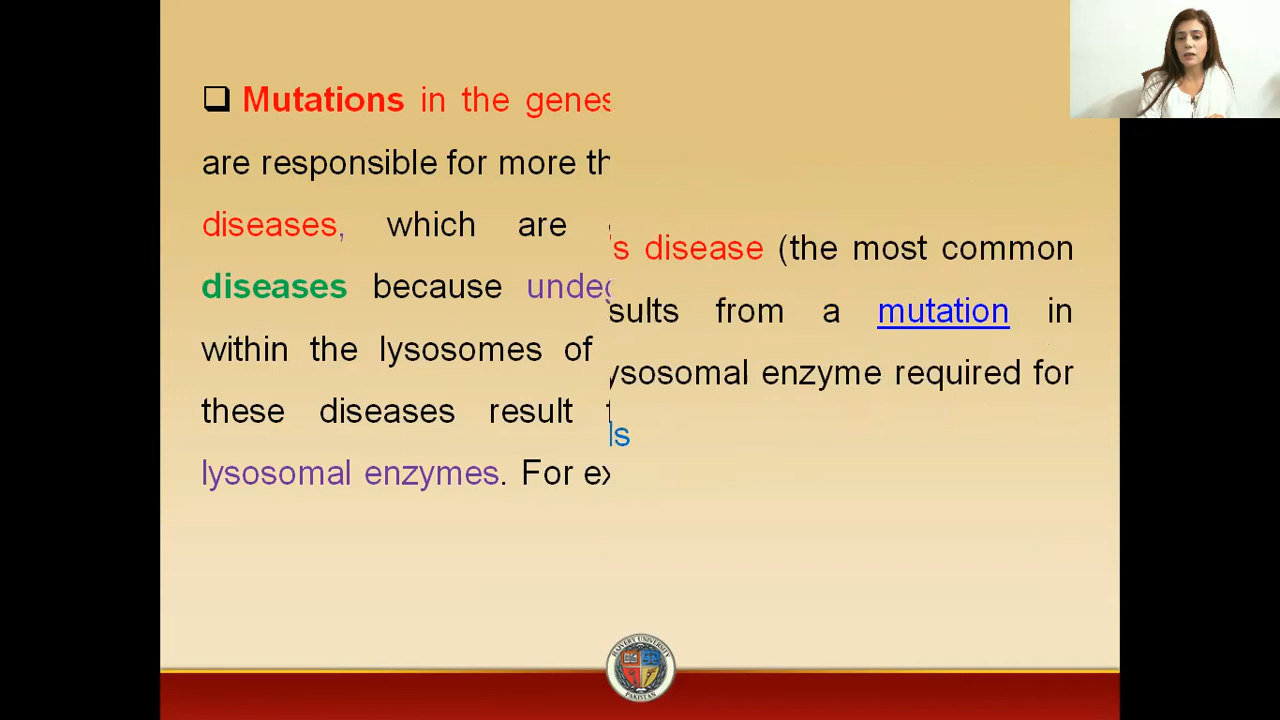 ❑ Mutations in the genes
are responsible for more th
diseases, which are
diseases because undeg
within the lysosomes of
these diseases result
lysosomal enzymes. For ex
s disease (the most common
sults from a mutation in
ysosomal enzyme required for
ls
PAKISTAN